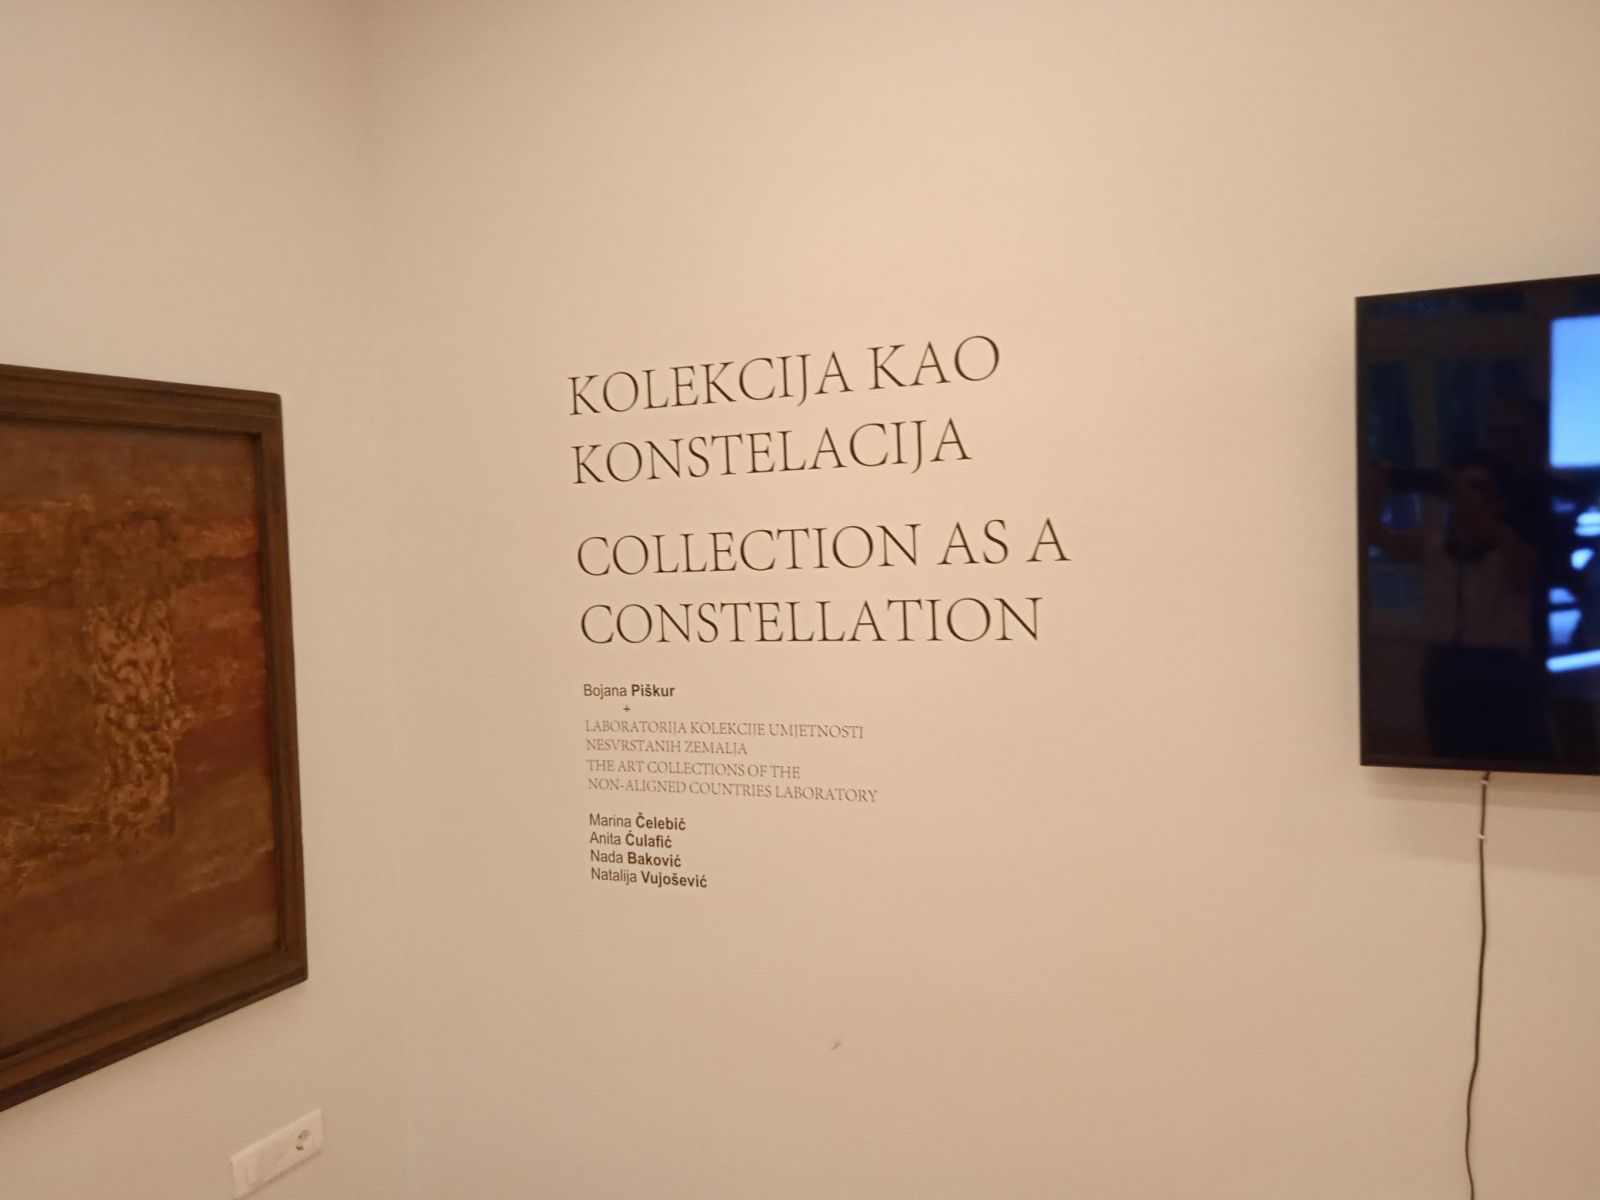 KOLEKCIJA KAO
KONSTELACIJA
COLLECTION AS A
CONSTELLATION
Bojana Piškur
+
LABORATORIJA KOLEKCIJE UMJETNOSTI
NESVRSTANIH ZEMALJA
THE ART COLLECTIONS OF THE
NON-ALIGNED COUNTRIES LABORATORY
Marina Čelebić
Anita Ćulafić
Nada Baković
Natalija Vujošević